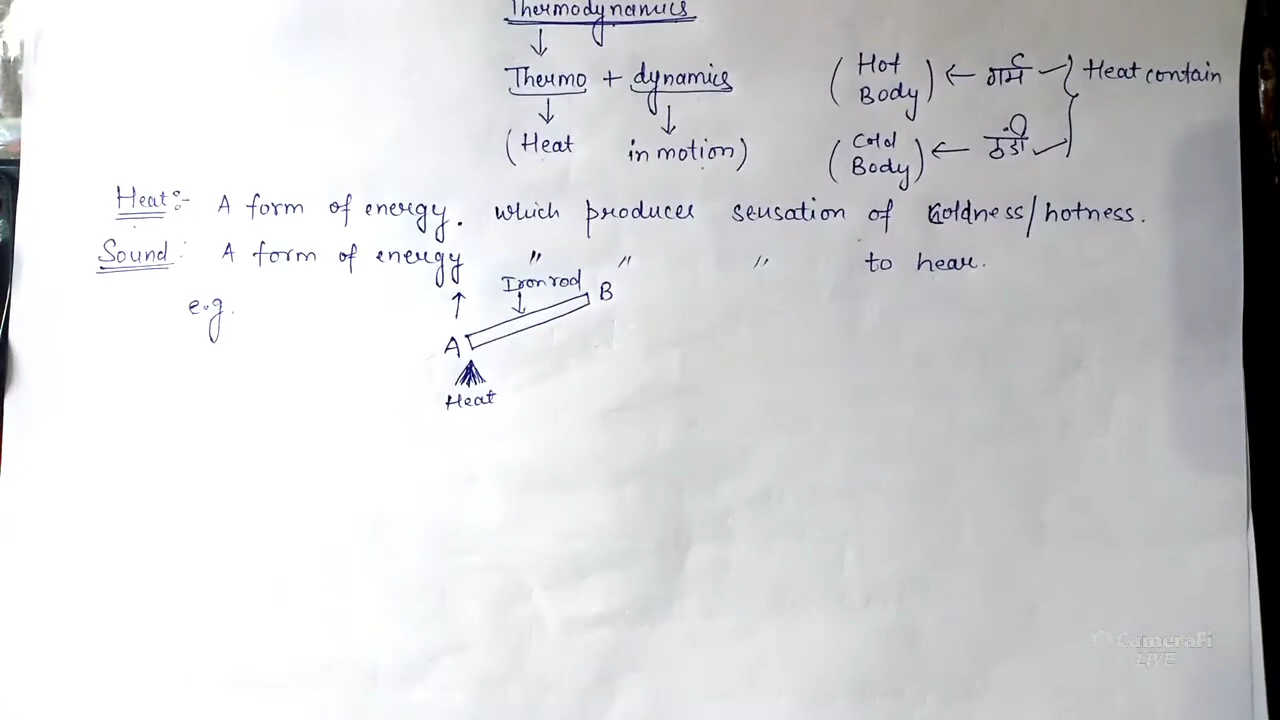 Thermodynamics
↓
Thermo + dynamics
↓ ↓
(Heat in motion)
(Hot Body) ← गर्म } Heat contain
(Cold Body) ← ठंडी
Heat:- A form of energy. which produces sensation of coldness/hotness.
Sound: A form of energy " " " to hear.
e.g.
Iron rod
A B
Heat
CameraFi
LIVE